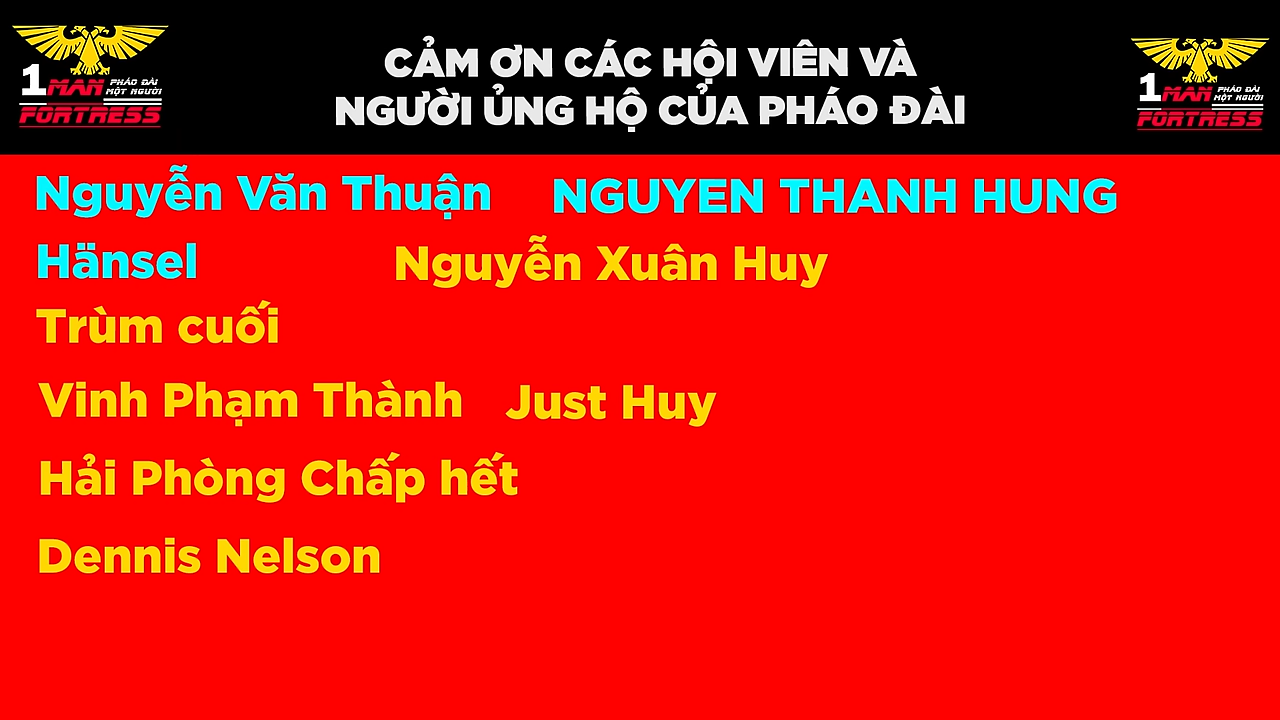 1MAN PHÁO ĐÀI MỘT NGƯỜI
FORTRESS
CẢM ƠN CÁC HỘI VIÊN VÀ
NGƯỜI ỦNG HỘ CỦA PHÁO ĐÀI
1MAN PHÁO ĐÀI MỘT NGƯỜI
FORTRESS
Nguyễn Văn Thuận NGUYEN THANH HUNG
Hänsel Nguyễn Xuân Huy
Trùm cuối
Vinh Phạm Thành Just Huy
Hải Phòng Chấp hết
Dennis Nelson